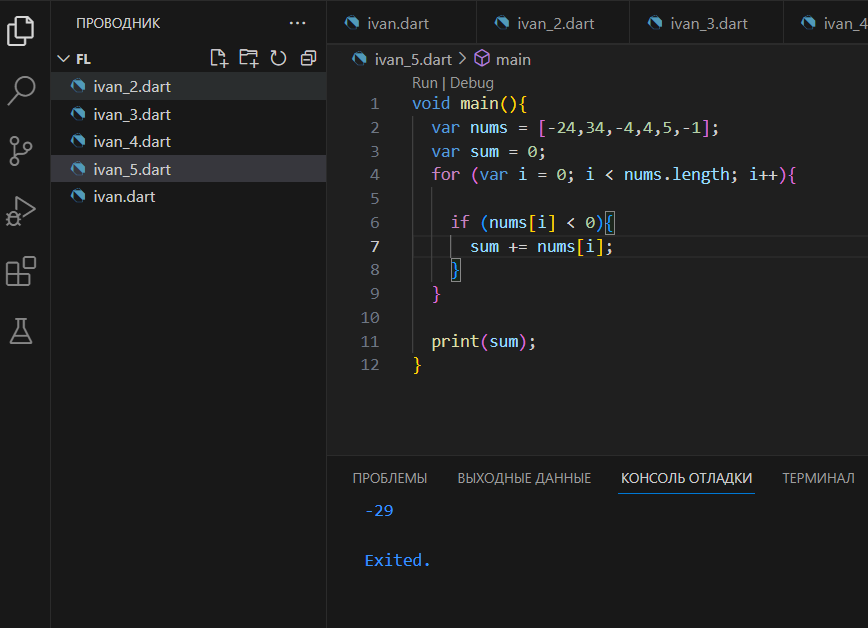 ПРОВОДНИК ...
FL
ivan_2.dart
ivan_3.dart
ivan_4.dart
ivan_5.dart
ivan.dart
ivan.dart ivan_2.dart ivan_3.dart ivan_4
ivan_5.dart > main
Run | Debug
1 void main(){
2 var nums = [-24,34,-4,4,5,-1];
3 var sum = 0;
4 for (var i = 0; i < nums.length; i++){
5
6 if (nums[i] < 0){
7 sum += nums[i];
8 }
9 }
10
11 print(sum);
12 }
ПРОБЛЕМЫ ВЫХОДНЫЕ ДАННЫЕ КОНСОЛЬ ОТЛАДКИ ТЕРМИНАЛ
-29
Exited.